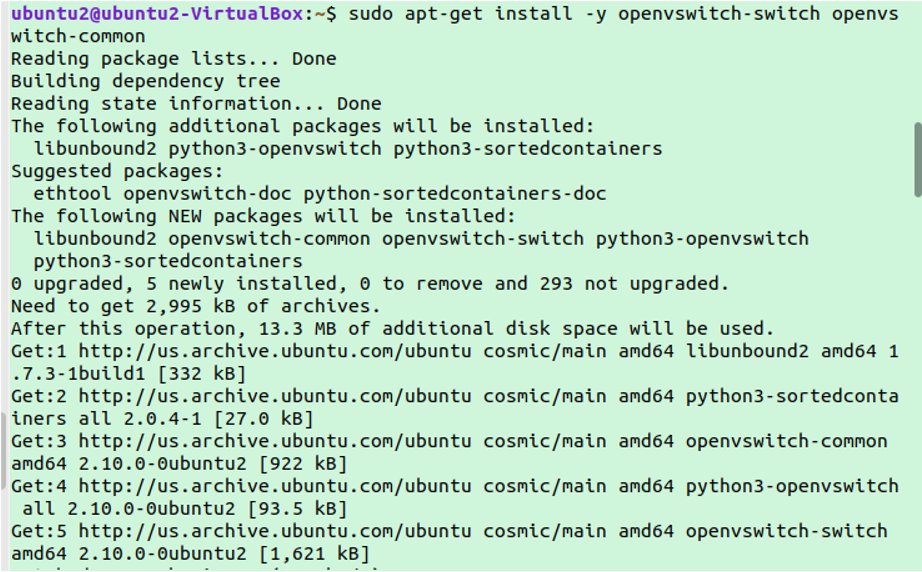 ubuntu2@ubuntu2-VirtualBox:~$ sudo apt-get install -y openvswitch-switch openvs
witch-common
Reading package lists... Done
Building dependency tree
Reading state information... Done
The following additional packages will be installed:
  libunbound2 python3-openvswitch python3-sortedcontainers
Suggested packages:
  ethtool openvswitch-doc python-sortedcontainers-doc
The following NEW packages will be installed:
  libunbound2 openvswitch-common openvswitch-switch python3-openvswitch
  python3-sortedcontainers
0 upgraded, 5 newly installed, 0 to remove and 293 not upgraded.
Need to get 2,995 kB of archives.
After this operation, 13.3 MB of additional disk space will be used.
Get:1 http://us.archive.ubuntu.com/ubuntu cosmic/main amd64 libunbound2 amd64 1
.7.3-1build1 [332 kB]
Get:2 http://us.archive.ubuntu.com/ubuntu cosmic/main amd64 python3-sortedconta
iners all 2.0.4-1 [27.0 kB]
Get:3 http://us.archive.ubuntu.com/ubuntu cosmic/main amd64 openvswitch-common
amd64 2.10.0-0ubuntu2 [922 kB]
Get:4 http://us.archive.ubuntu.com/ubuntu cosmic/main amd64 python3-openvswitch
 all 2.10.0-0ubuntu2 [93.5 kB]
Get:5 http://us.archive.ubuntu.com/ubuntu cosmic/main amd64 openvswitch-switch
amd64 2.10.0-0ubuntu2 [1,621 kB]